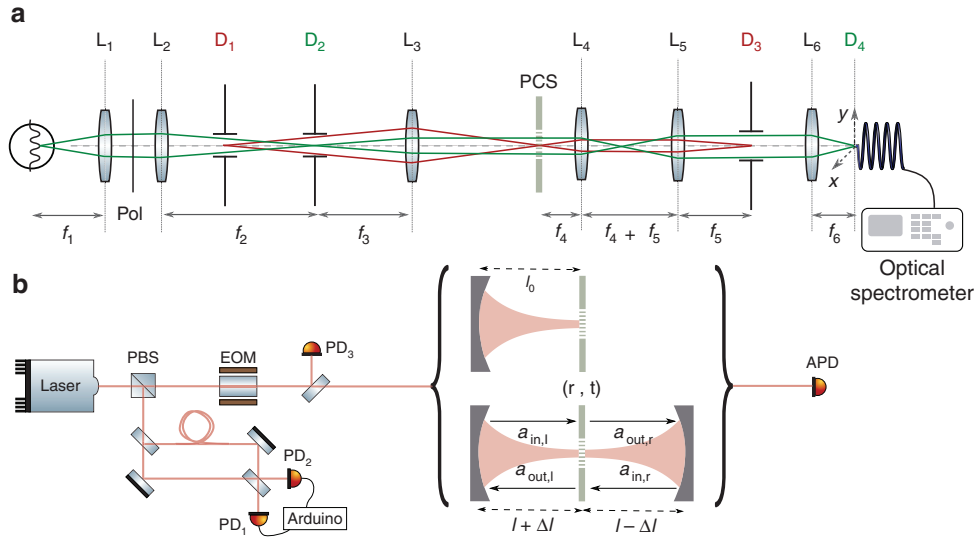 a
L1 L2 D1 D2 L3 L4 L5 D3 L6 D4
PCS
y
x
Pol
f1 f2 f3 f4 f4 + f5 f5 f6
Optical
spectrometer
b
l0
PD3
PBS EOM
Laser
APD
(r , t)
ain,l aout,r
aout,l ain,r
PD2
PD1 Arduino
l + Δl l – Δl